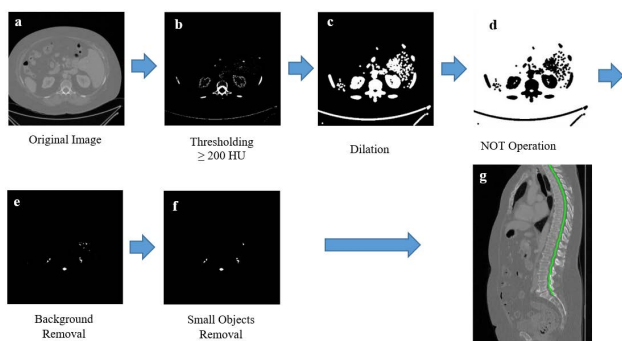 a
b
c
d
Original Image
Thresholding
≥ 200 HU
Dilation
NOT Operation
e
f
g
Background
Removal
Small Objects
Removal